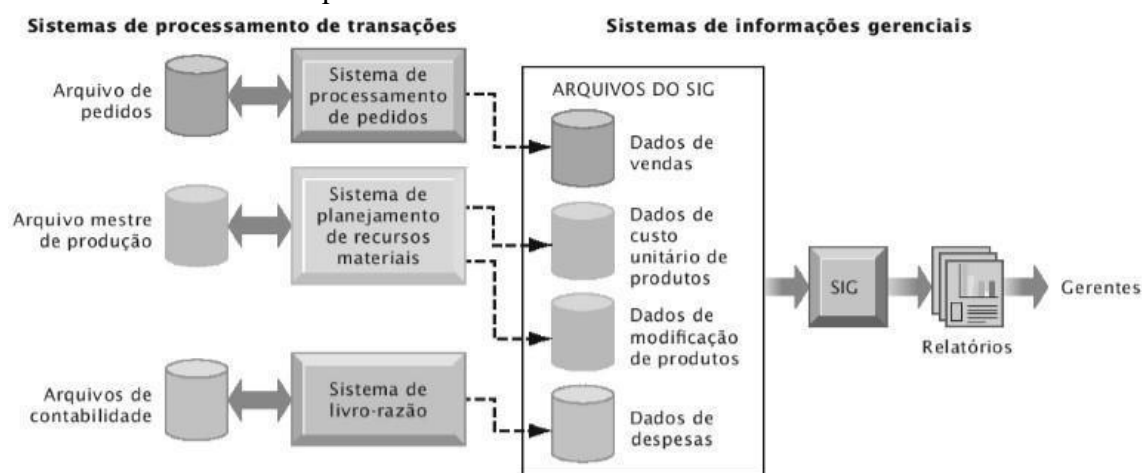 Sistemas de processamento de transações
Sistemas de informações gerenciais
Arquivo de
pedidos
Sistema de
processamento
de pedidos
Arquivo mestre
de produção
Sistema de
planejamento
de recursos
materiais
Arquivos de
contabilidade
Sistema de
livro-razão
ARQUIVOS DO SIG
Dados de
vendas
Dados de
custo
unitário de
produtos
Dados de
modificação
de produtos
Dados de
despesas
SIG
Relatórios
Gerentes